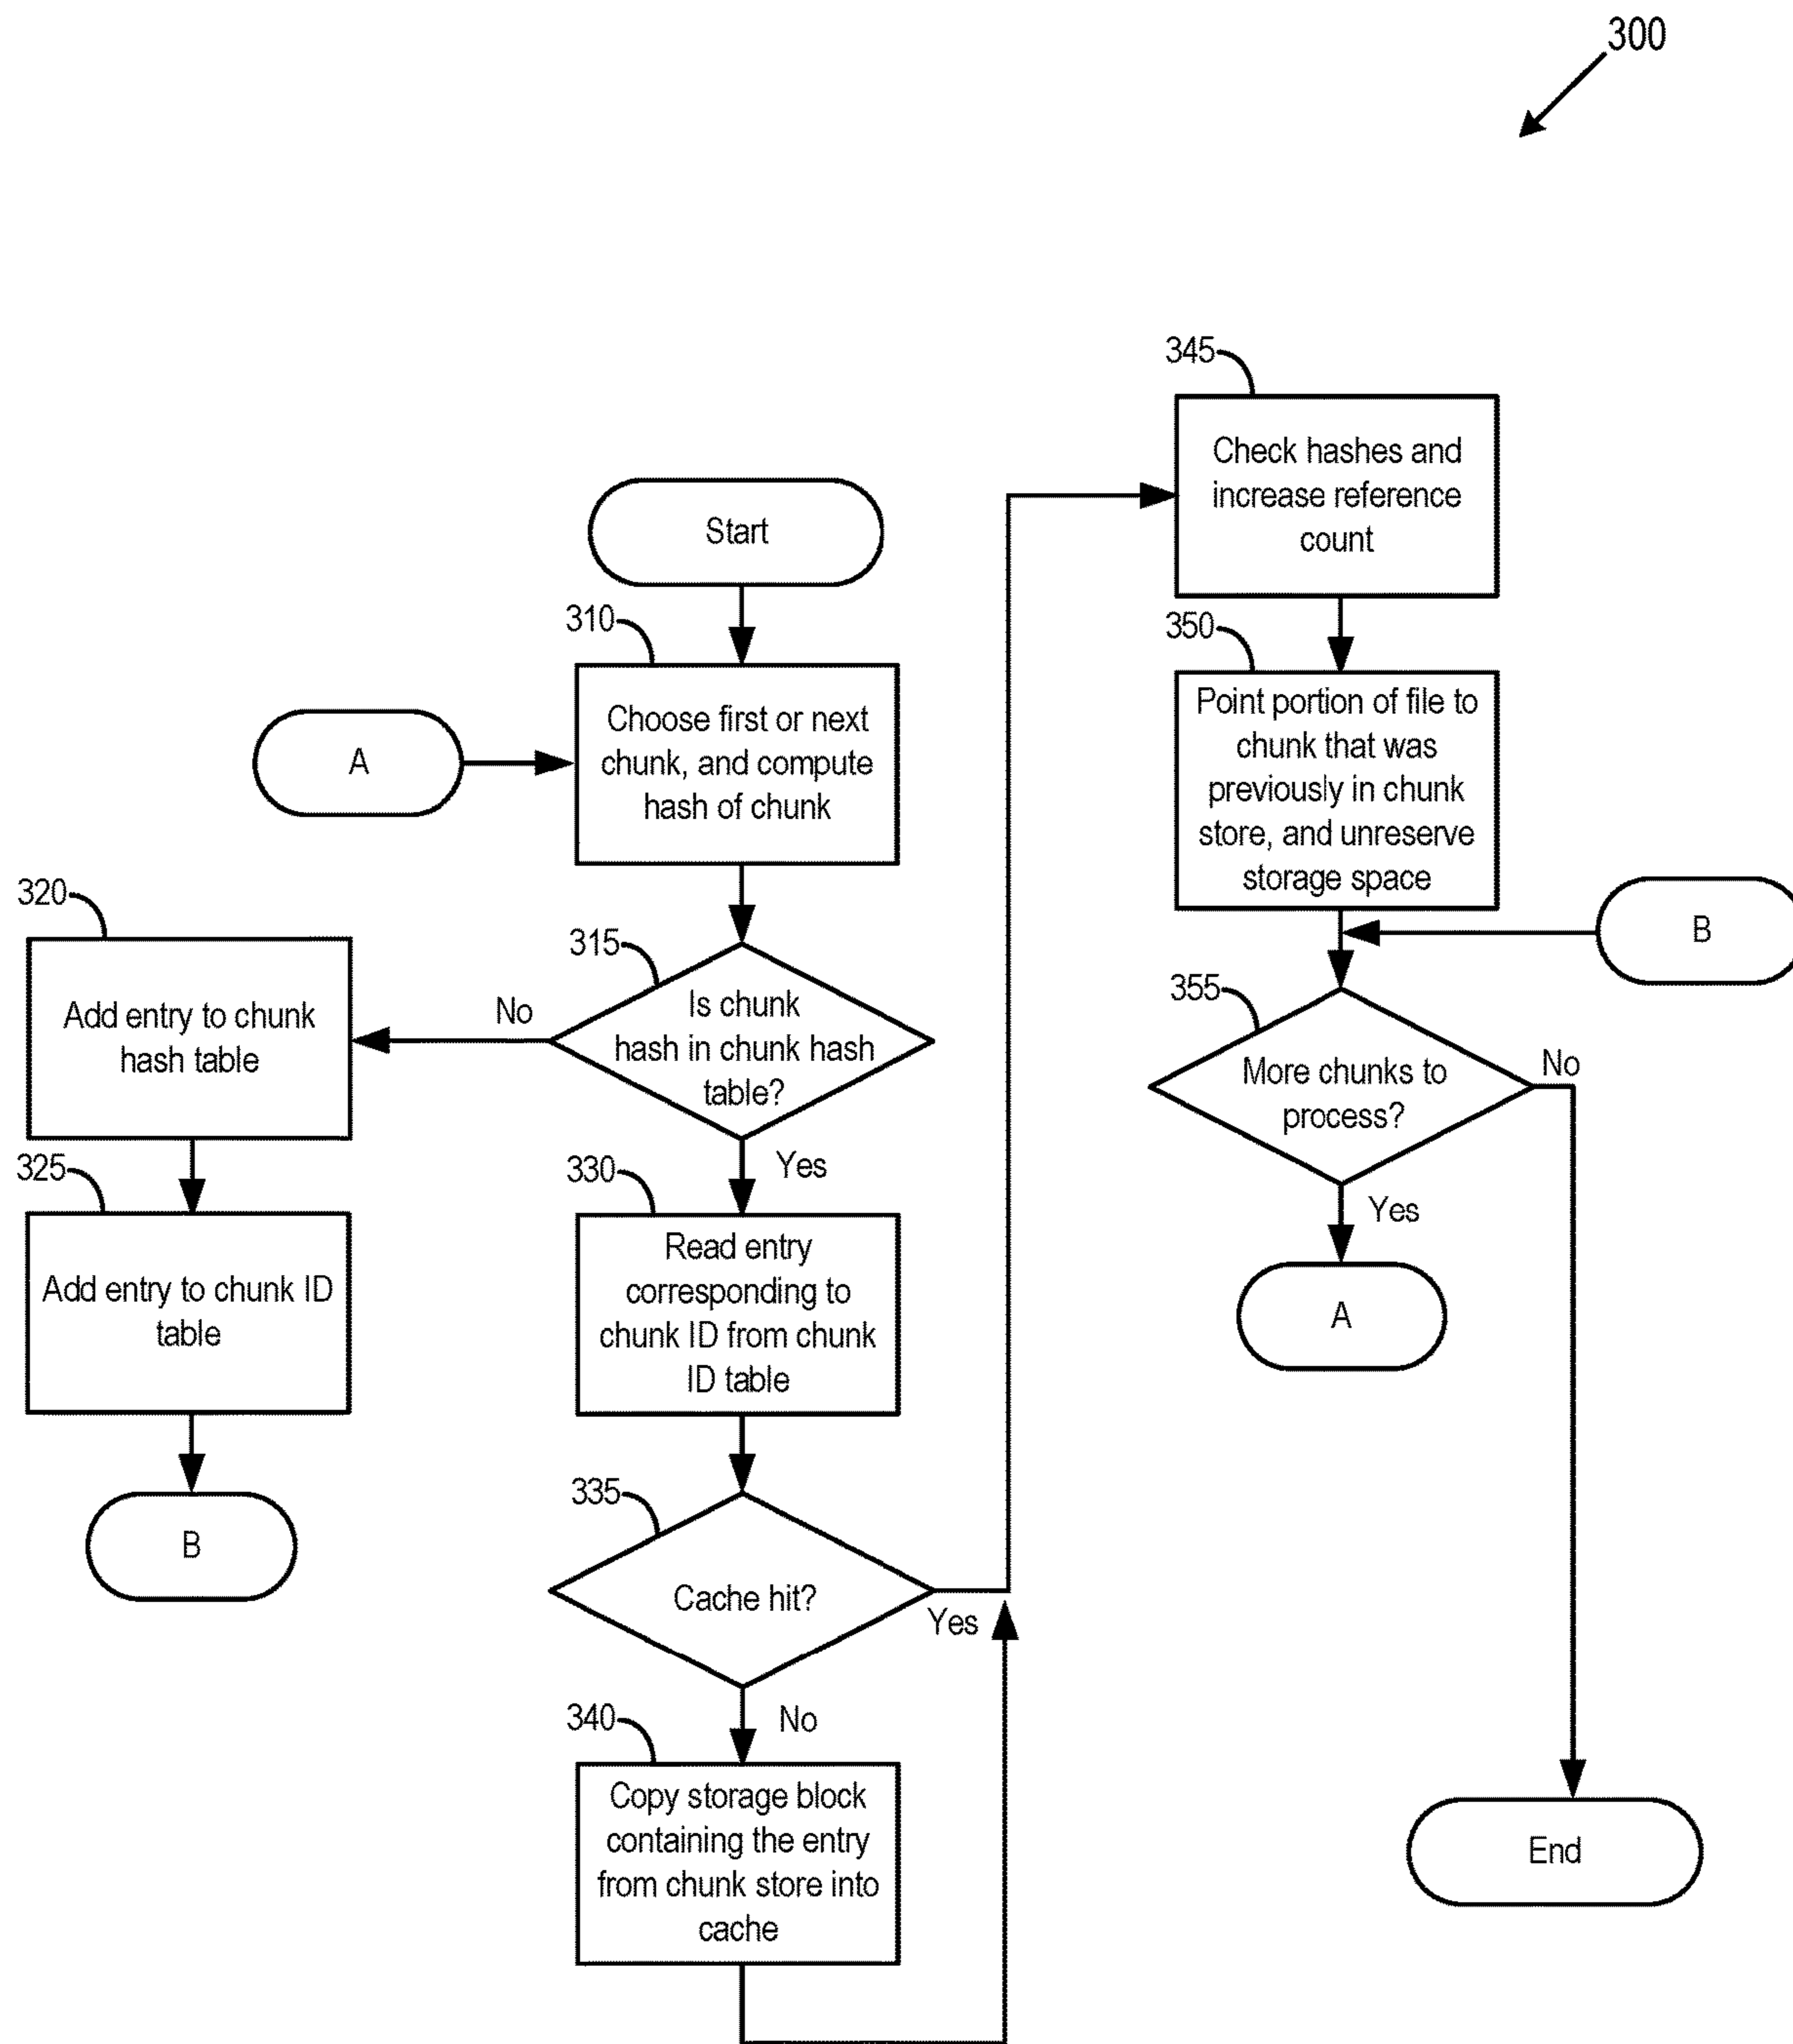 300
Start
310
Choose first or next
chunk, and compute
hash of chunk
A
315
Is chunk
hash in chunk hash
table?
No
Yes
320
Add entry to chunk
hash table
325
Add entry to chunk ID
table
B
330
Read entry
corresponding to
chunk ID from chunk
ID table
335
Cache hit?
Yes
No
340
Copy storage block
containing the entry
from chunk store into
cache
345
Check hashes and
increase reference
count
350
Point portion of file to
chunk that was
previously in chunk
store, and unreserve
storage space
B
355
More chunks to
process?
No
Yes
A
End